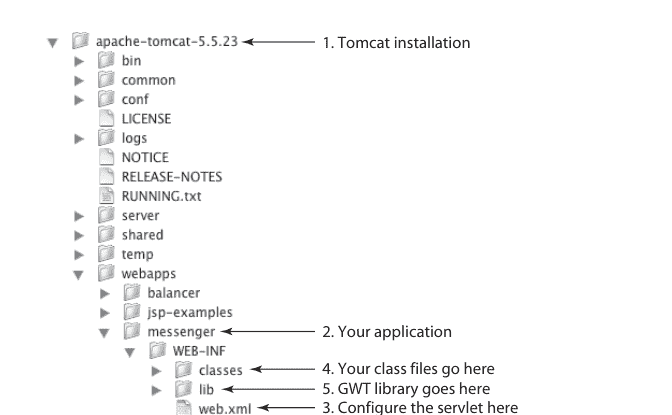 apache-tomcat-5.5.23 1. Tomcat installation
bin
common
conf
LICENSE
logs
NOTICE
RELEASE-NOTES
RUNNING.txt
server
shared
temp
webapps
balancer
jsp-examples
messenger 2. Your application
WEB-INF
classes 4. Your class files go here
lib 5. GWT library goes here
web.xml 3. Configure the servlet here